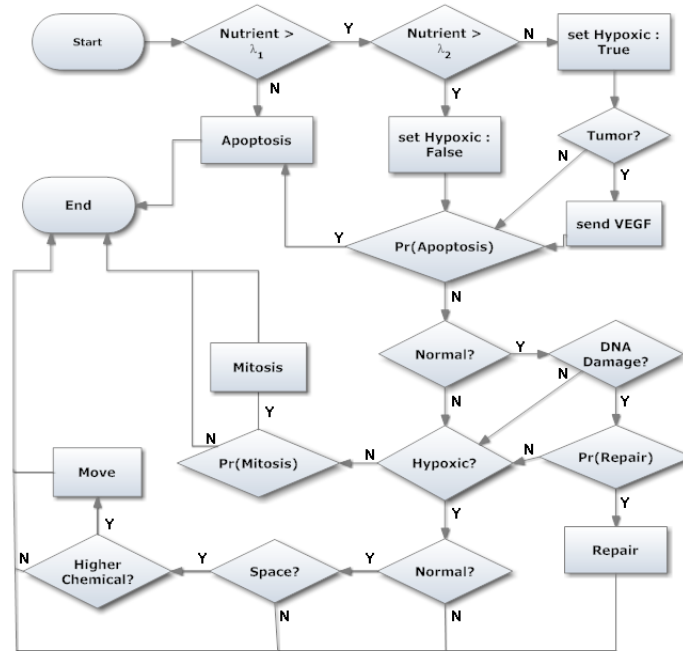 Start
Nutrient >
λ1
Y
Nutrient >
λ2
N
set Hypoxic :
True
N
Y
Apoptosis
set Hypoxic :
False
Tumor?
N
Y
End
send VEGF
Y
Pr(Apoptosis)
N
Normal?
Y
DNA
Damage?
Mitosis
N
N
Y
Y
N
Pr(Mitosis)
N
Hypoxic?
N
Pr(Repair)
Move
Y
Y
Y
Repair
N
Higher
Chemical?
Y
Space?
Y
Normal?
N
N